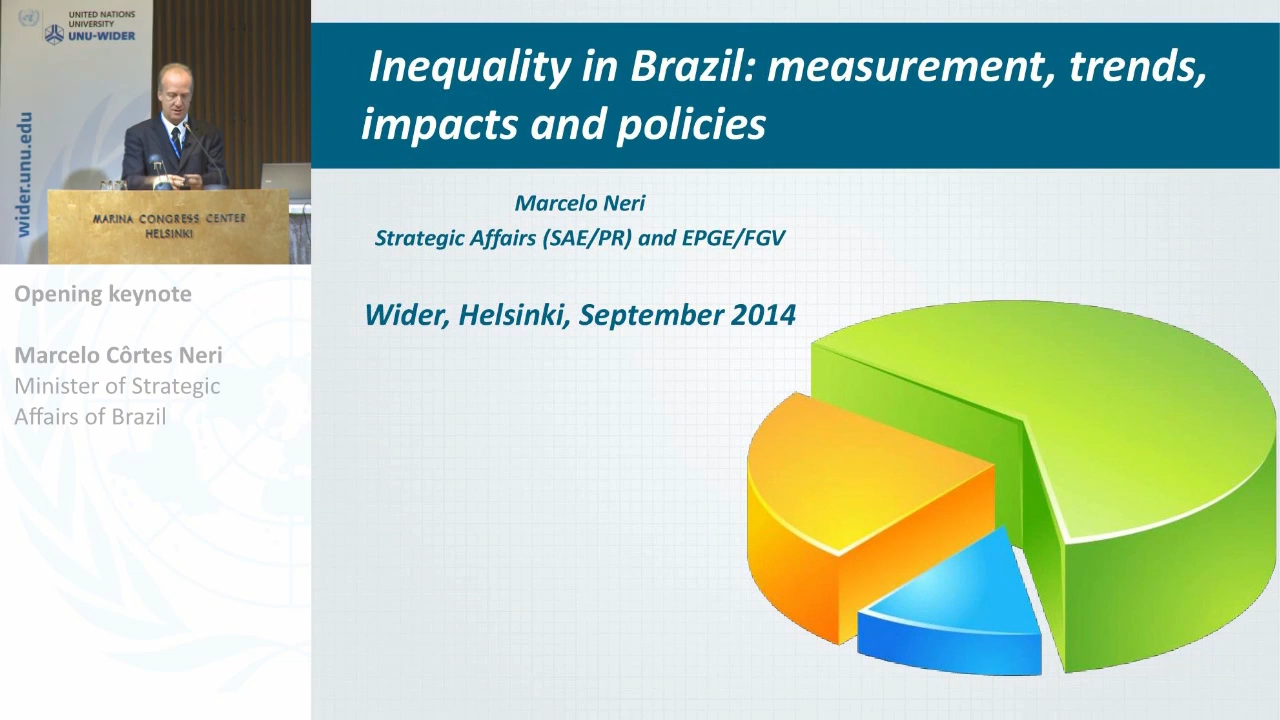 UNITED NATIONS
UNIVERSITY
UNU-WIDER
wider.unu.edu
MARINA CONGRESS CENTER
HELSINKI
Opening keynote
Marcelo Côrtes Neri
Minister of Strategic
Affairs of Brazil
Inequality in Brazil: measurement, trends,
impacts and policies
Marcelo Neri
Strategic Affairs (SAE/PR) and EPGE/FGV
Wider, Helsinki, September 2014